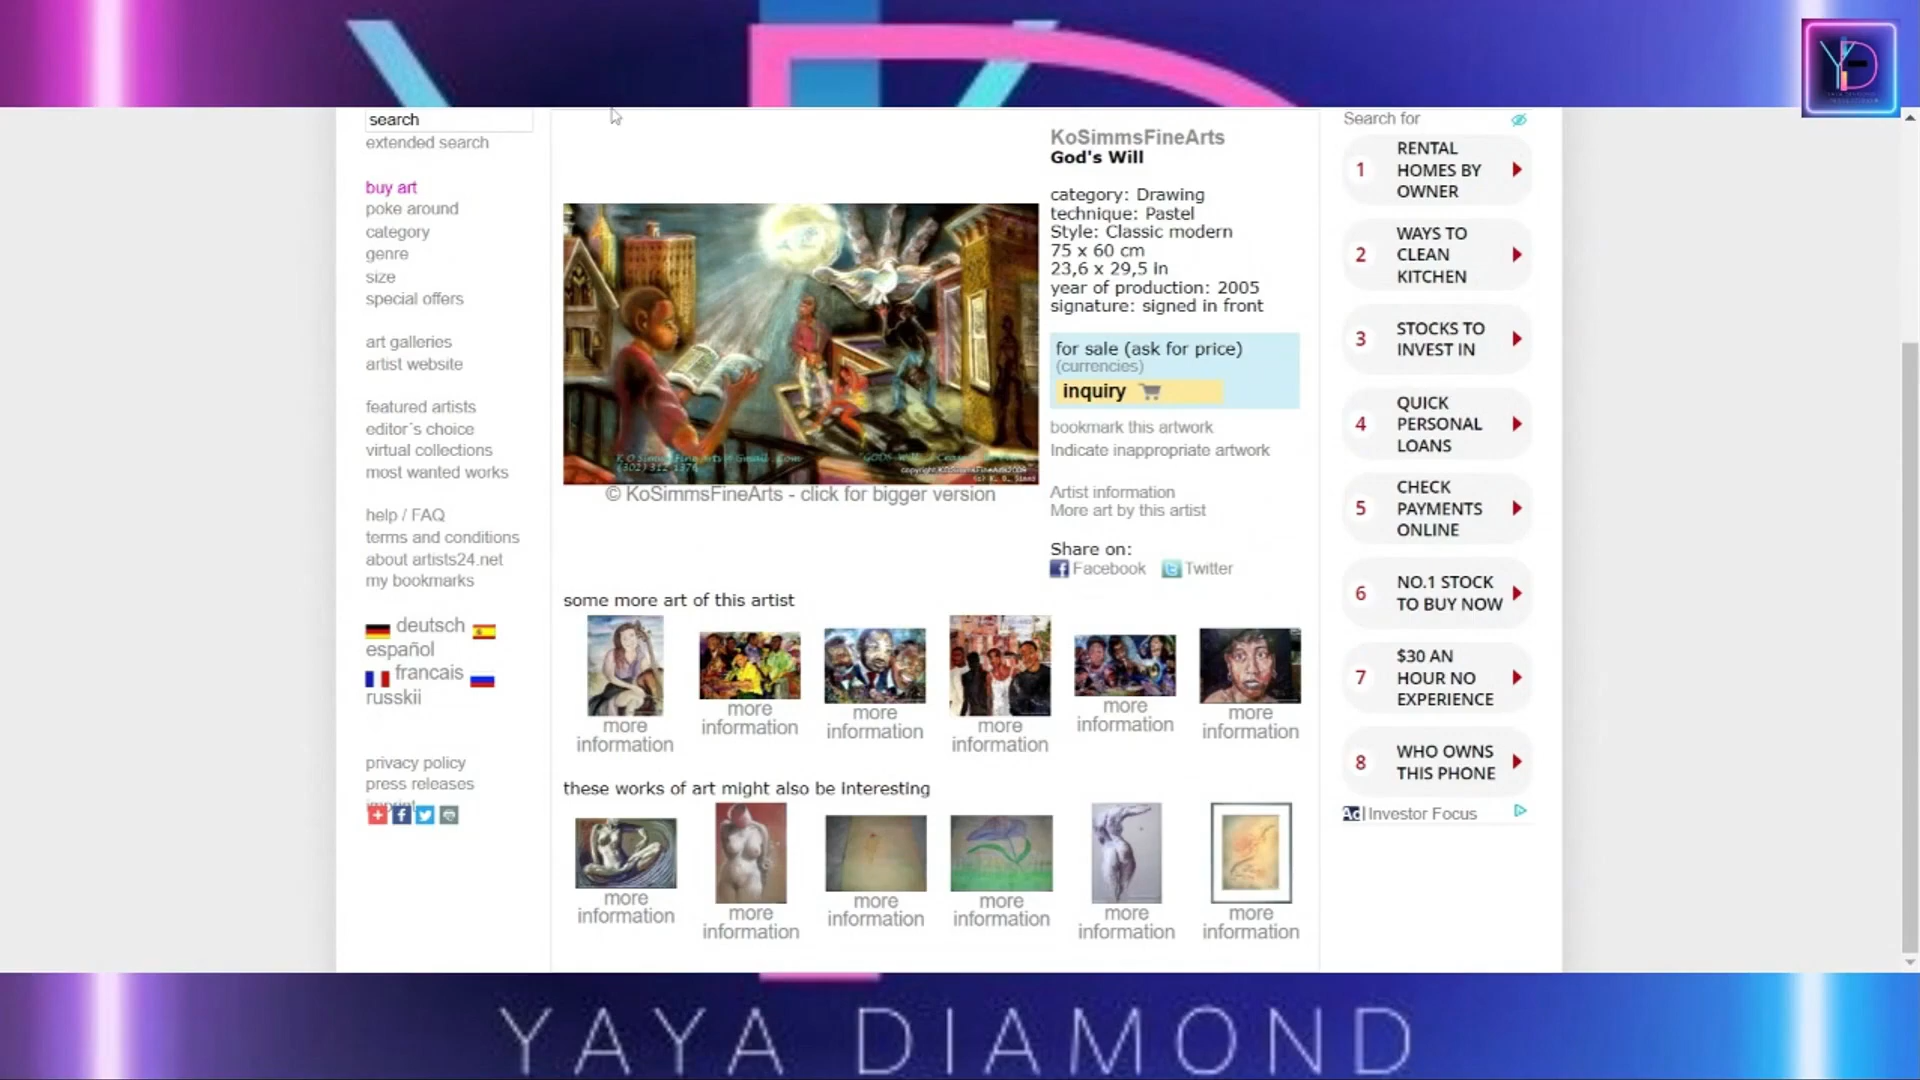 search
extended search
buy art
poke around
category
genre
size
special offers
art galleries
artist website
featured artists
editor´s choice
virtual collections
most wanted works
help / FAQ
terms and conditions
about artists24.net
my bookmarks
deutsch
español
francais
russkii
privacy policy
press releases
imprint
KoSimmsFineArts
God's Will
category: Drawing
technique: Pastel
Style: Classic modern
75 x 60 cm
23,6 x 29,5 in
year of production: 2005
signature: signed in front
for sale (ask for price)
(currencies)
inquiry
bookmark this artwork
Indicate inappropriate artwork
Artist information
More art by this artist
Share on:
Facebook Twitter
(302) 312 1374
© KoSimmsFineArts - click for bigger version
some more art of this artist
more information
more information
more information
more information
more information
more information
these works of art might also be interesting
more information
more information
more information
more information
more information
more information
Search for
1 RENTAL HOMES BY OWNER
2 WAYS TO CLEAN KITCHEN
3 STOCKS TO INVEST IN
4 QUICK PERSONAL LOANS
5 CHECK PAYMENTS ONLINE
6 NO.1 STOCK TO BUY NOW
7 $30 AN HOUR NO EXPERIENCE
8 WHO OWNS THIS PHONE
Ad Investor Focus
YD
YAYA DIAMOND